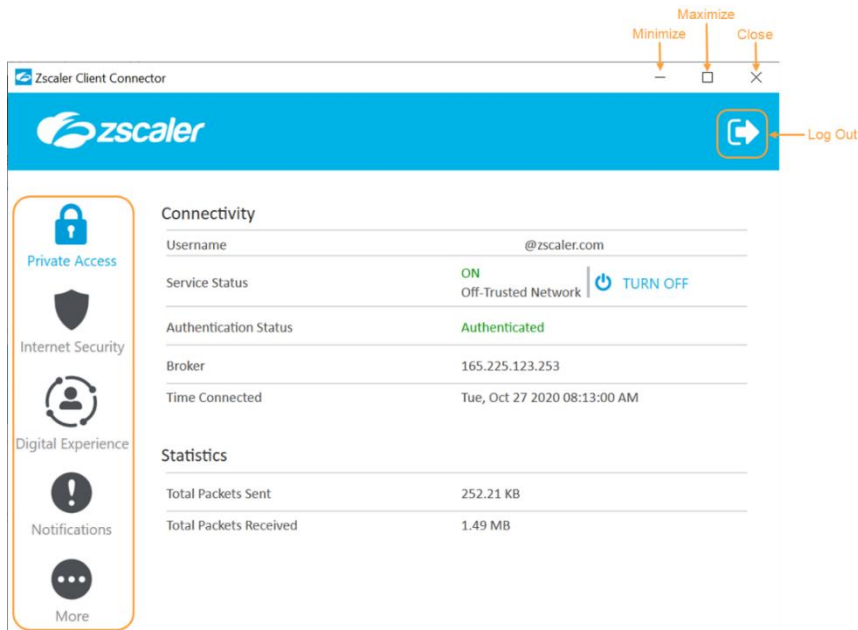 Maximize
Minimize
Close
Zscaler Client Connector
zscaler
Log Out
Private Access
Internet Security
Digital Experience
Notifications
More
Connectivity
Username @zscaler.com
Service Status ON
Off-Trusted Network TURN OFF
Authentication Status Authenticated
Broker 165.225.123.253
Time Connected Tue, Oct 27 2020 08:13:00 AM
Statistics
Total Packets Sent 252.21 KB
Total Packets Received 1.49 MB